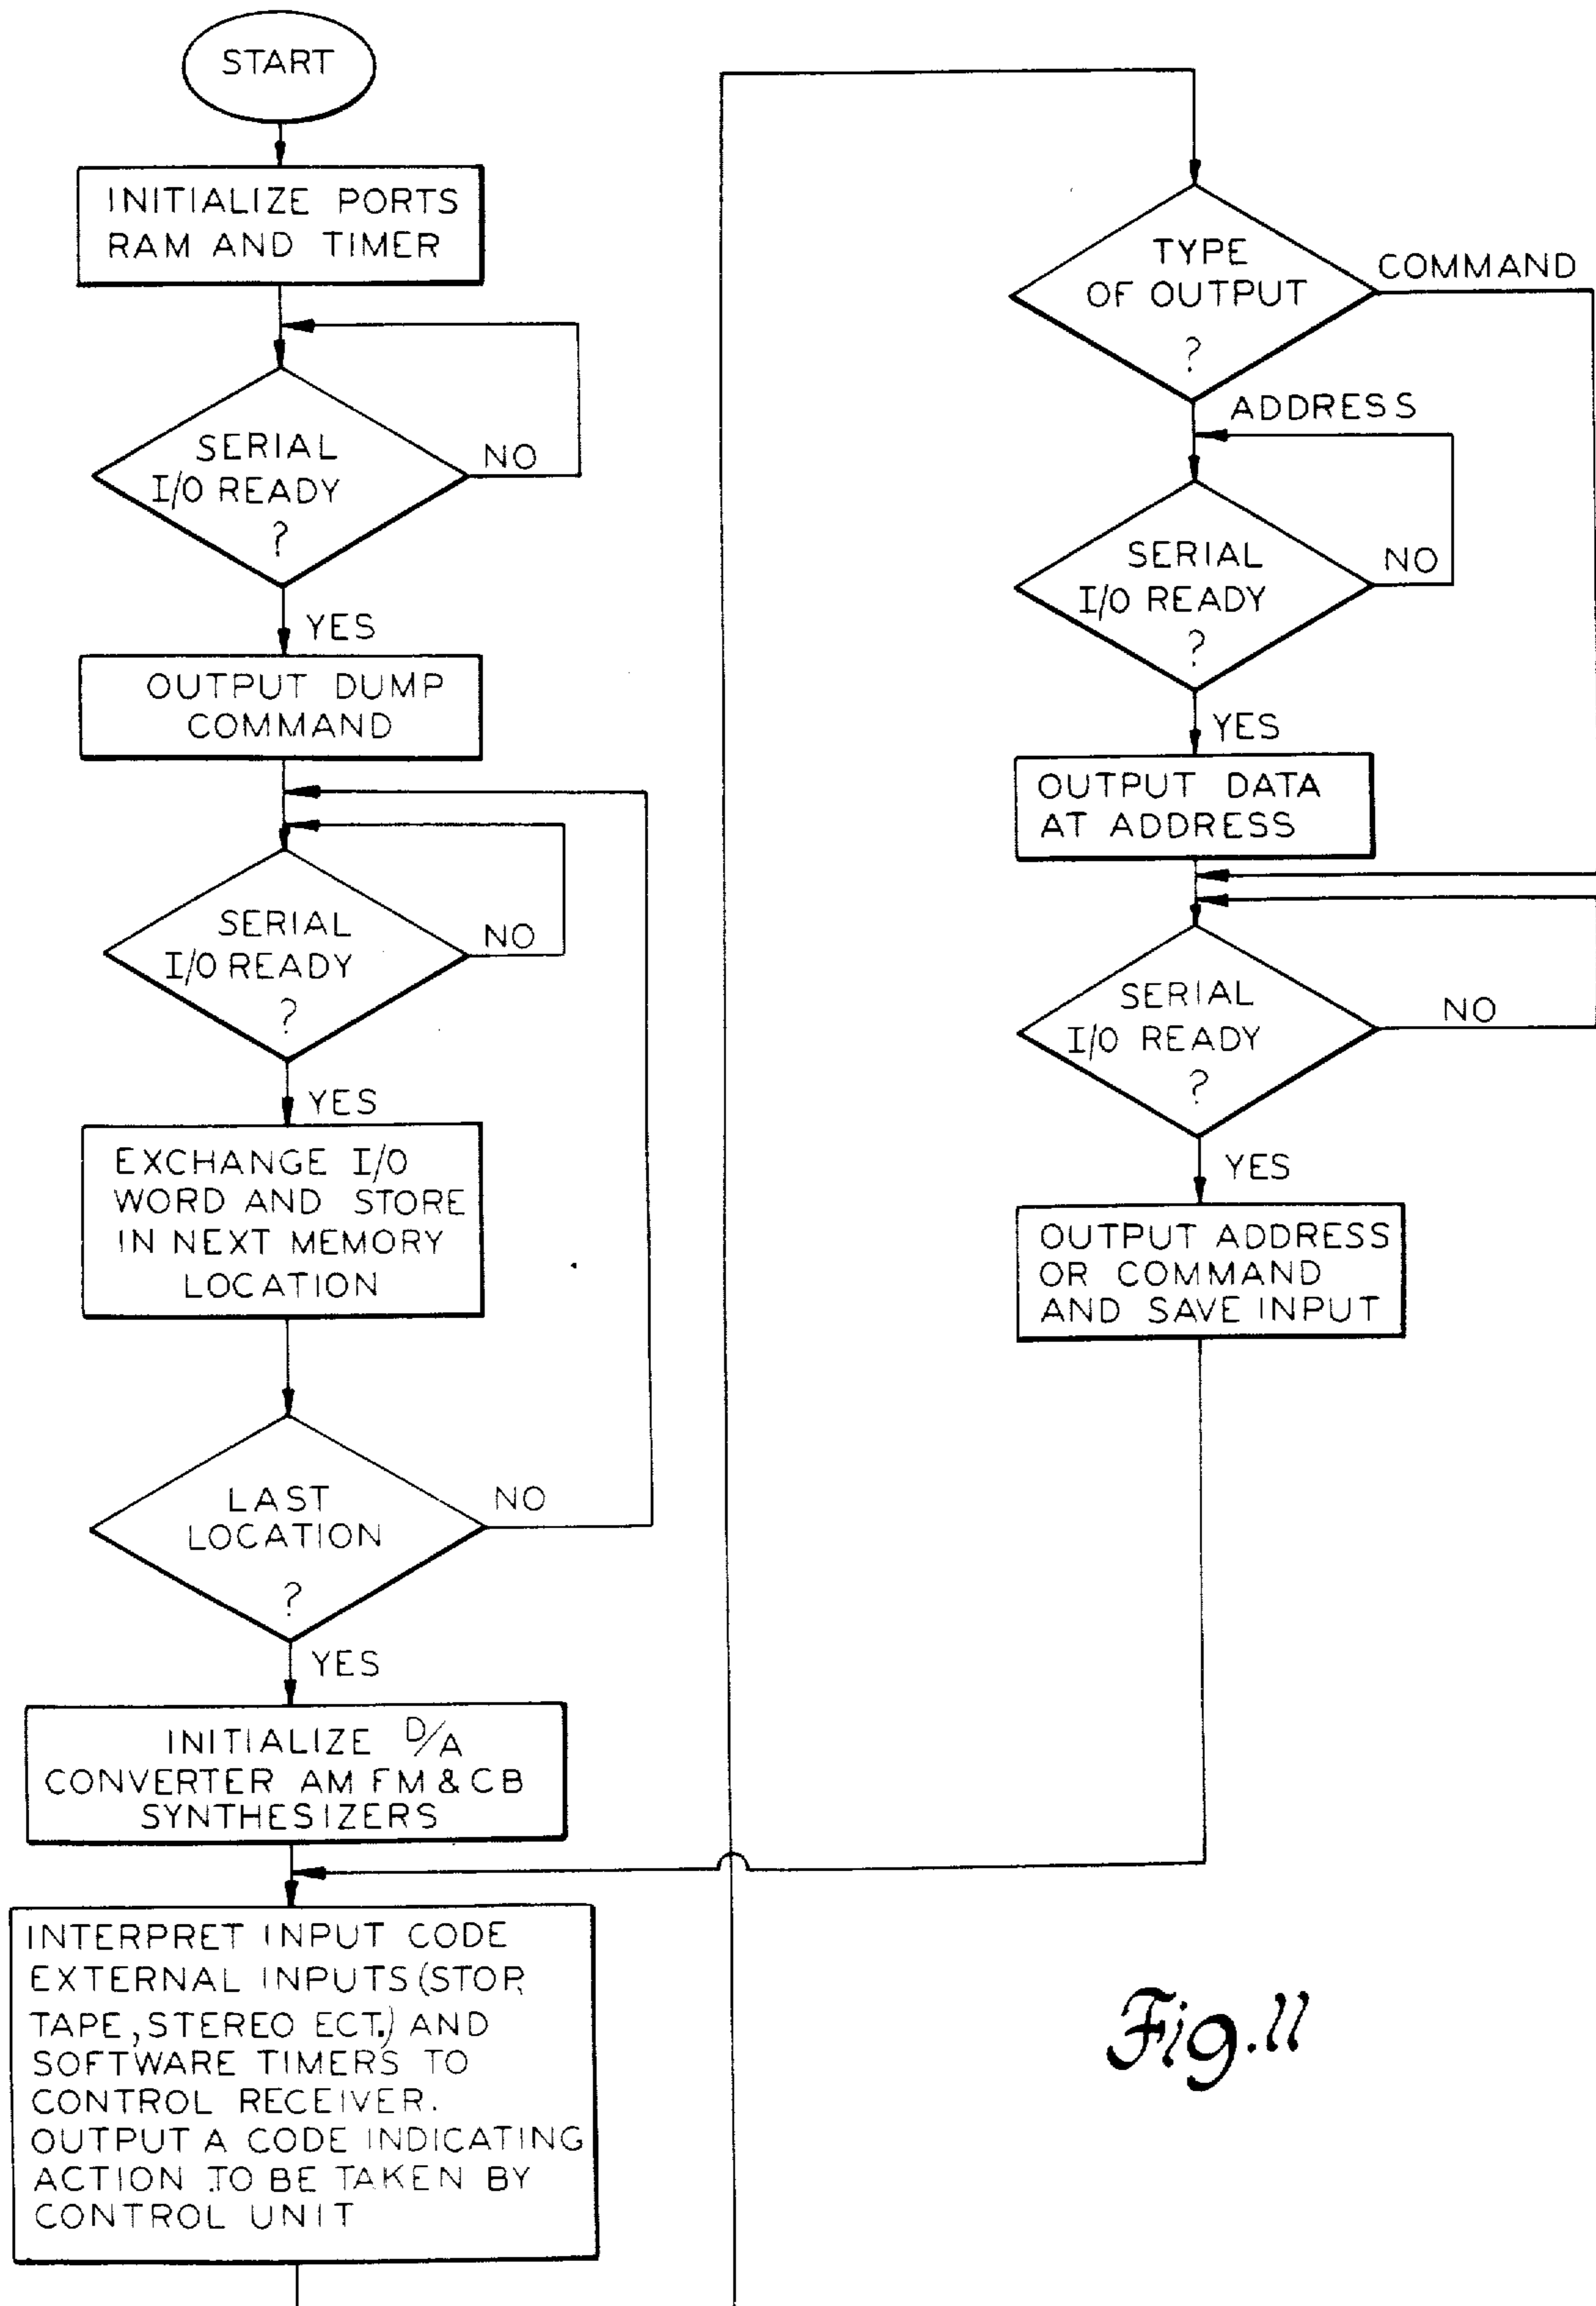 START
INITIALIZE PORTS
RAM AND TIMER
SERIAL
I/O READY
?
NO
YES
OUTPUT DUMP
COMMAND
SERIAL
I/O READY
?
NO
YES
EXCHANGE I/O
WORD AND STORE
IN NEXT MEMORY
LOCATION
LAST
LOCATION
?
NO
YES
INITIALIZE D/A
CONVERTER AM FM & CB
SYNTHESIZERS
INTERPRET INPUT CODE
EXTERNAL INPUTS (STOP,
TAPE, STEREO ECT.) AND
SOFTWARE TIMERS TO
CONTROL RECEIVER.
OUTPUT A CODE INDICATING
ACTION TO BE TAKEN BY
CONTROL UNIT
TYPE
OF OUTPUT
?
COMMAND
ADDRESS
SERIAL
I/O READY
?
NO
YES
OUTPUT DATA
AT ADDRESS
SERIAL
I/O READY
?
NO
YES
OUTPUT ADDRESS
OR COMMAND
AND SAVE INPUT
Fig. 11